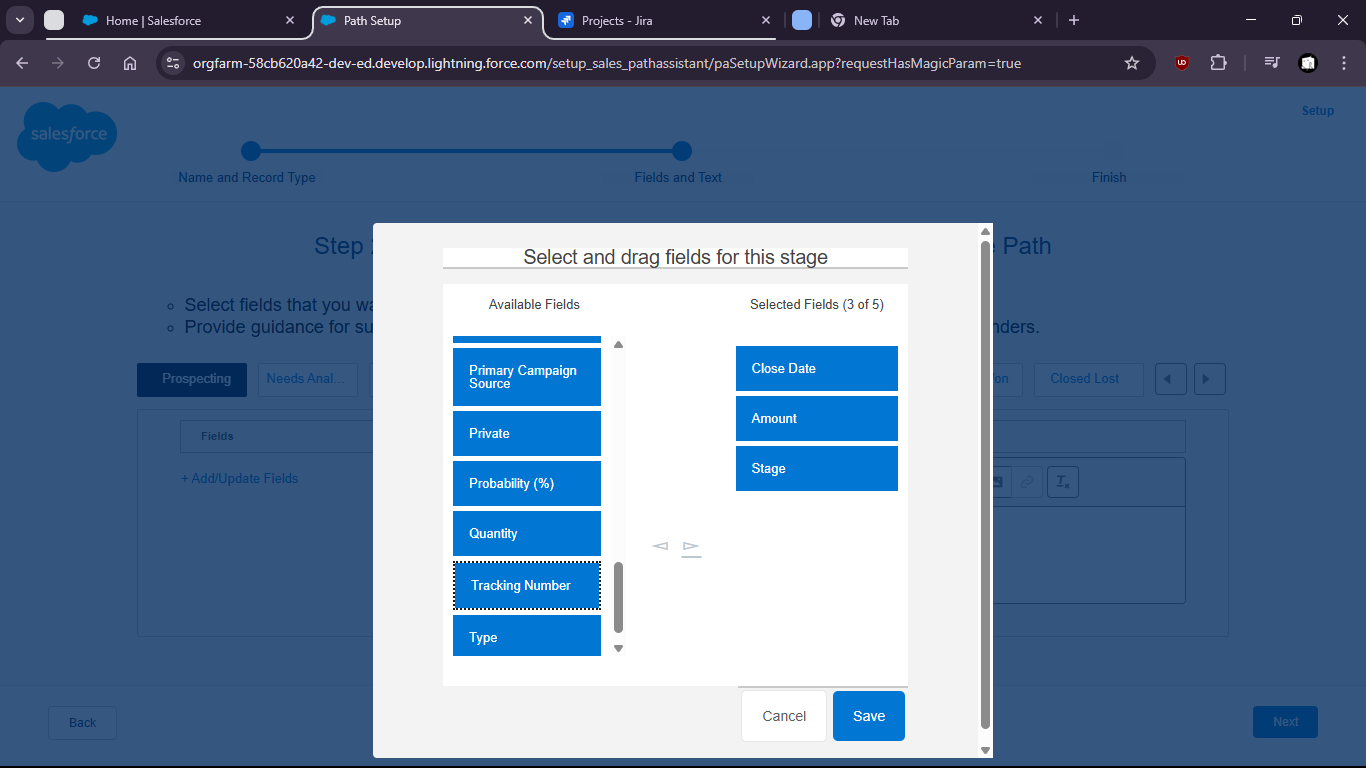 Home | Salesforce
Path Setup
Projects - Jira
New Tab
orgfarm-58cb620a42-dev-ed.develop.lightning.force.com/setup_sales_pathassistant/paSetupWizard.app?requestHasMagicParam=true
salesforce
Setup
Name and Record Type
Fields and Text
Finish
Step
Path
Select fields that you
Provide guidance for
Prospecting
Needs Anal...
Closed Lost
Fields
+ Add/Update Fields
Select and drag fields for this stage
Available Fields
Selected Fields (3 of 5)
Primary Campaign
Source
Private
Probability (%)
Quantity
Tracking Number
Type
Close Date
Amount
Stage
Cancel
Save
Back
Next